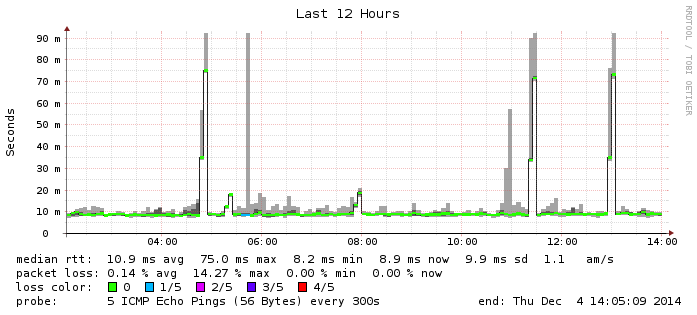 Last 12 Hours
RRDTOOL / TOBI OETIKER
Seconds
90 m
80 m
70 m
60 m
50 m
40 m
30 m
20 m
10 m
0
04:00 06:00 08:00 10:00 12:00 14:00
median rtt: 10.9 ms avg 75.0 ms max 8.2 ms min 8.9 ms now 9.9 ms sd 1.1 am/s
packet loss: 0.14 % avg 14.27 % max 0.00 % min 0.00 % now
loss color: 0 1/5 2/5 3/5 4/5
probe: 5 ICMP Echo Pings (56 Bytes) every 300s end: Thu Dec 4 14:05:09 2014